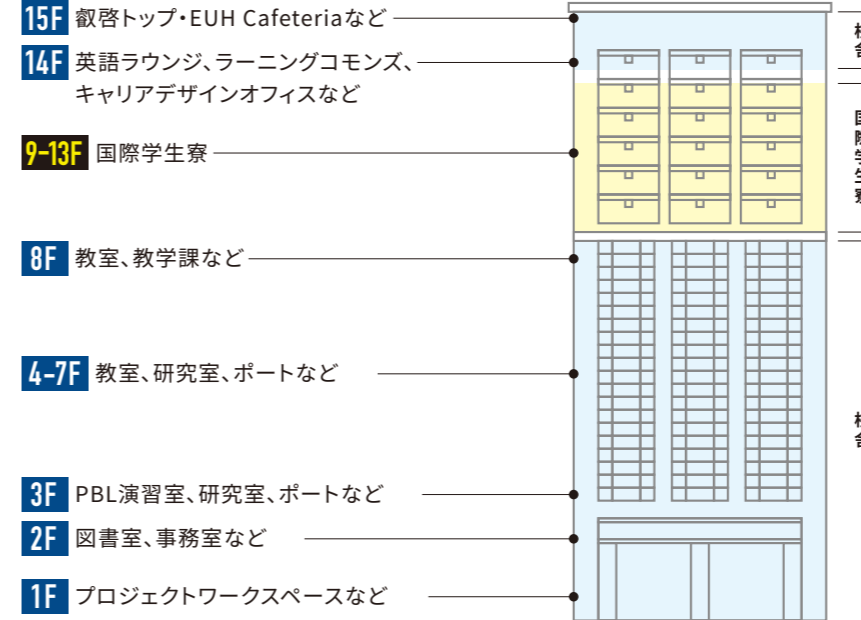 15F 叡啓トップ・EUH Cafeteriaなど
14F 英語ラウンジ、ラーニングコモンズ、
キャリアデザインオフィスなど
9-13F 国際学生寮
8F 教室、教学課など
4-7F 教室、研究室、ポートなど
3F PBL演習室、研究室、ポートなど
2F 図書室、事務室など
1F プロジェクトワークスペースなど
国際学生寮